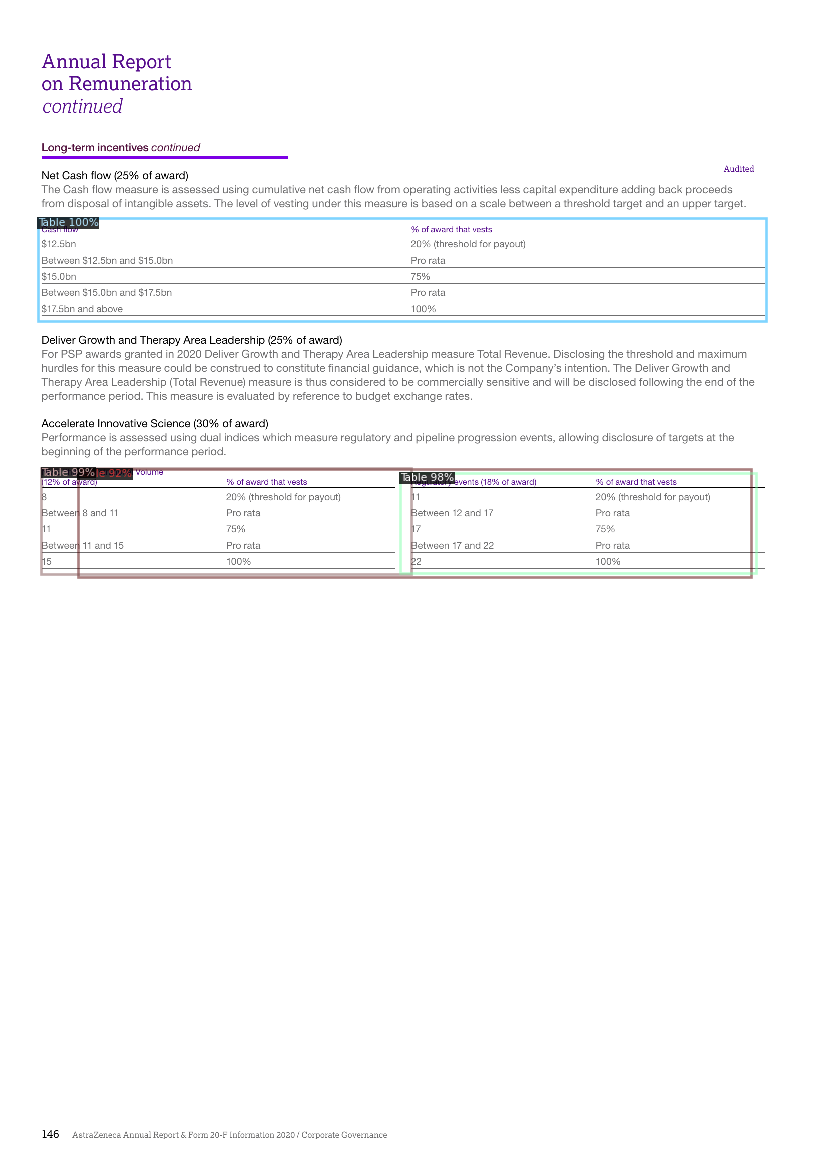 Annual Report
on Remuneration
continued
Long-term incentives continued
Audited
Net Cash flow (25% of award)
The Cash flow measure is assessed using cumulative net cash flow from operating activities less capital expenditure adding back proceeds
from disposal of intangible assets. The level of vesting under this measure is based on a scale between a threshold target and an upper target.
Table 100%
Cash flow % of award that vests
$12.5bn 20% (threshold for payout)
Between $12.5bn and $15.0bn Pro rata
$15.0bn 75%
Between $15.0bn and $17.5bn Pro rata
$17.5bn and above 100%
Deliver Growth and Therapy Area Leadership (25% of award)
For PSP awards granted in 2020 Deliver Growth and Therapy Area Leadership measure Total Revenue. Disclosing the threshold and maximum
hurdles for this measure could be construed to constitute financial guidance, which is not the Company's intention. The Deliver Growth and
Therapy Area Leadership (Total Revenue) measure is thus considered to be commercially sensitive and will be disclosed following the end of the
performance period. This measure is evaluated by reference to budget exchange rates.
Accelerate Innovative Science (30% of award)
Performance is assessed using dual indices which measure regulatory and pipeline progression events, allowing disclosure of targets at the
beginning of the performance period.
Table 99% 92% volume
Table 98%
(12% of award) % of award that vests events (18% of award) % of award that vests
8 20% (threshold for payout) 11 20% (threshold for payout)
Between 8 and 11 Pro rata Between 12 and 17 Pro rata
11 75% 17 75%
Between 11 and 15 Pro rata Between 17 and 22 Pro rata
15 100% 22 100%
146 AstraZeneca Annual Report & Form 20-F Information 2020 / Corporate Governance